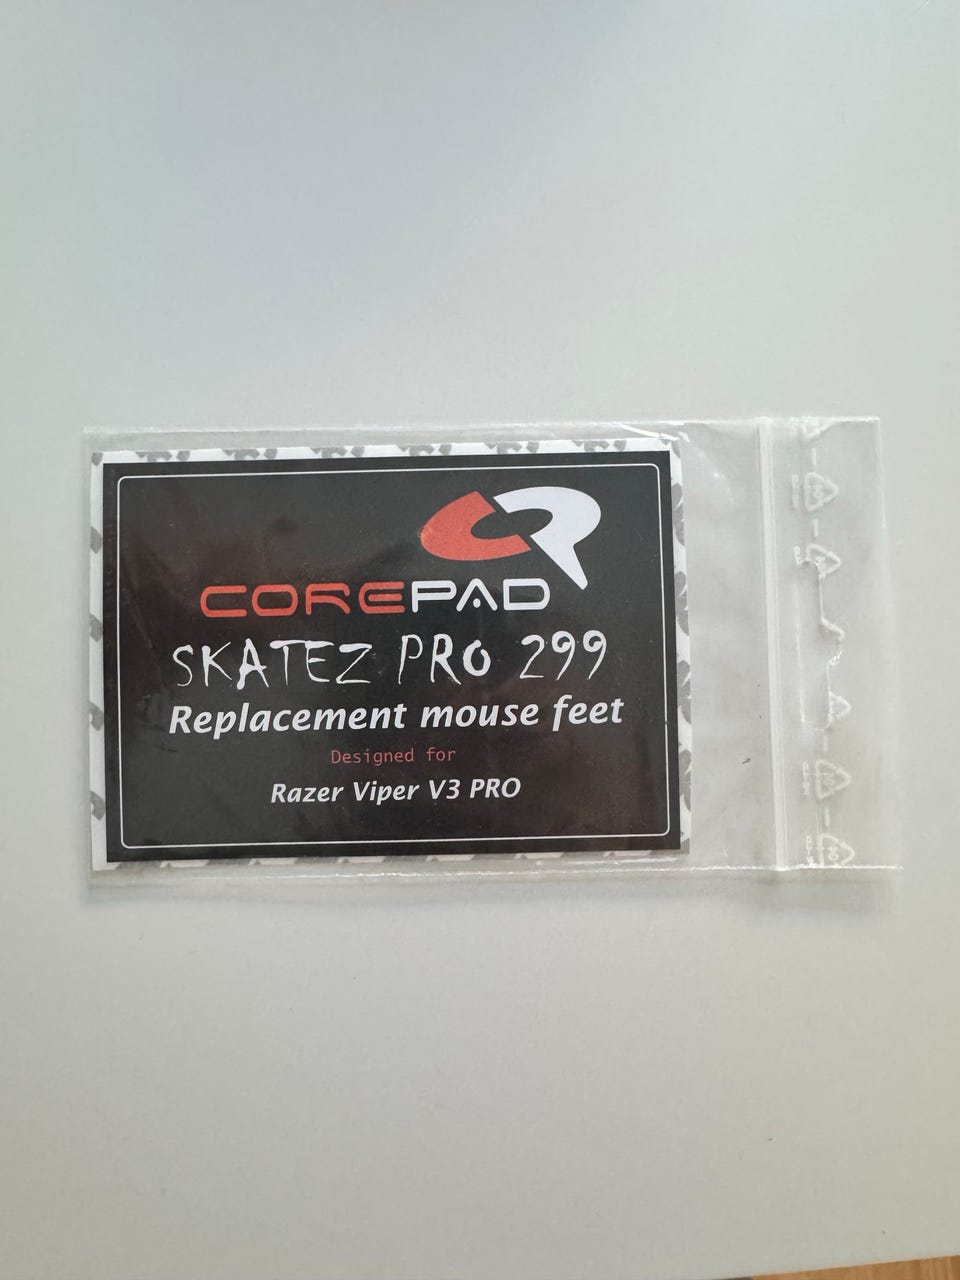 COREPAD
SKATEZ PRO 299
Replacement mouse feet
Designed for
Razer Viper V3 PRO